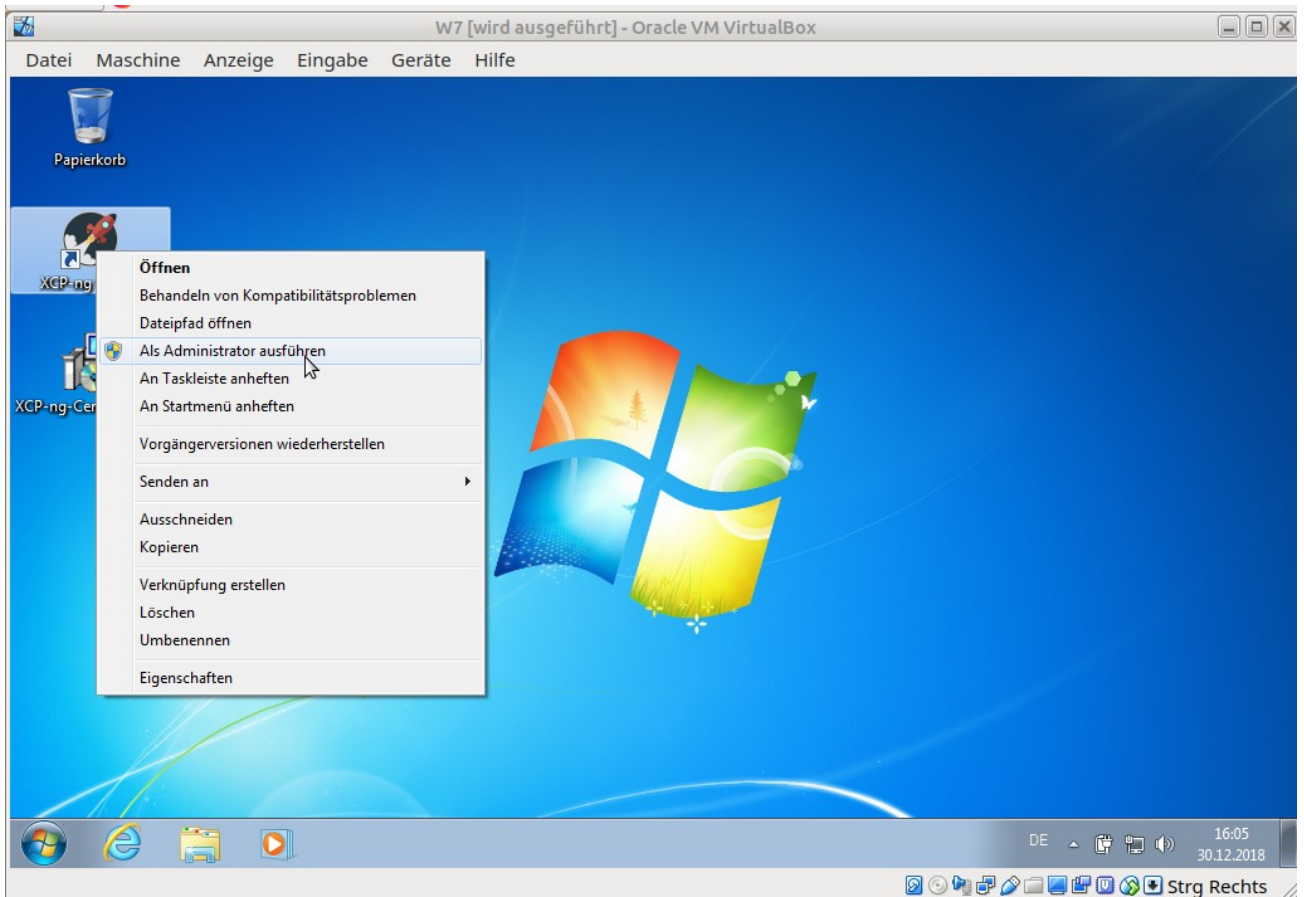 W7 [wird ausgeführt] - Oracle VM VirtualBox
Datei Maschine Anzeige Eingabe Geräte Hilfe
Papierkorb
XCP-ng
XCP-ng-Cer
Öffnen
Behandeln von Kompatibilitätsproblemen
Dateipfad öffnen
Als Administrator ausführen
An Taskleiste anheften
An Startmenü anheften
Vorgängerversionen wiederherstellen
Senden an
Ausschneiden
Kopieren
Verknüpfung erstellen
Löschen
Umbenennen
Eigenschaften
DE
16:05
30.12.2018
Strg Rechts